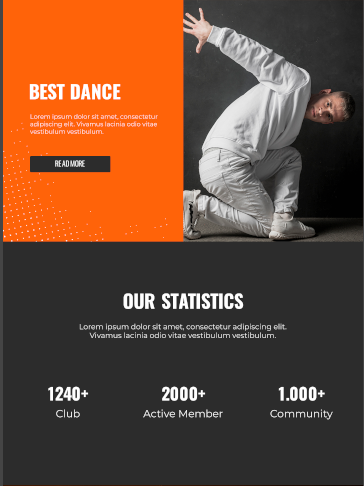 BEST DANCE
Lorem ipsum dolor sit amet, consectetur
adipiscing elit. Vivamus lacinia odio vitae
vestibulum vestibulum.
READ MORE
OUR STATISTICS
Lorem ipsum dolor sit amet, consectetur adipiscing elit.
Vivamus lacinia odio vitae vestibulum vestibulum.
1240+ 2000+ 1.000+
Club Active Member Community